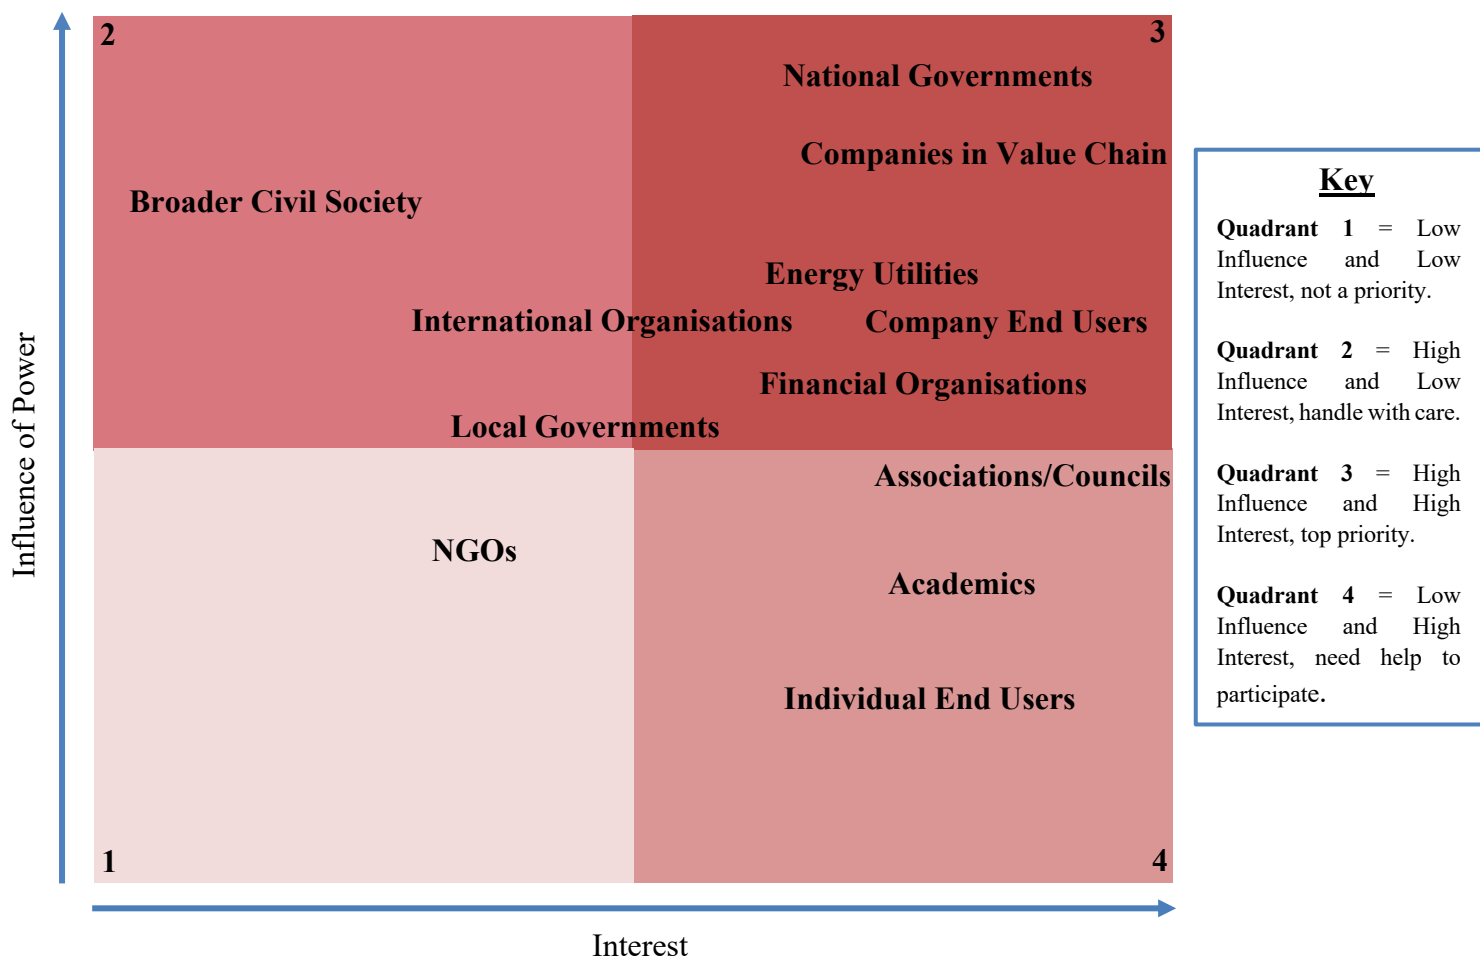 2
3
National Governments
Companies in Value Chain
Broader Civil Society
Energy Utilities
International Organisations
Company End Users
Financial Organisations
Local Governments
Associations/Councils
NGOs
Academics
Individual End Users
1
4
Influence of Power
Interest
Key
Quadrant 1 = Low
Influence and Low
Interest, not a priority.
Quadrant 2 = High
Influence and Low
Interest, handle with care.
Quadrant 3 = High
Influence and High
Interest, top priority.
Quadrant 4 = Low
Influence and High
Interest, need help to
participate.